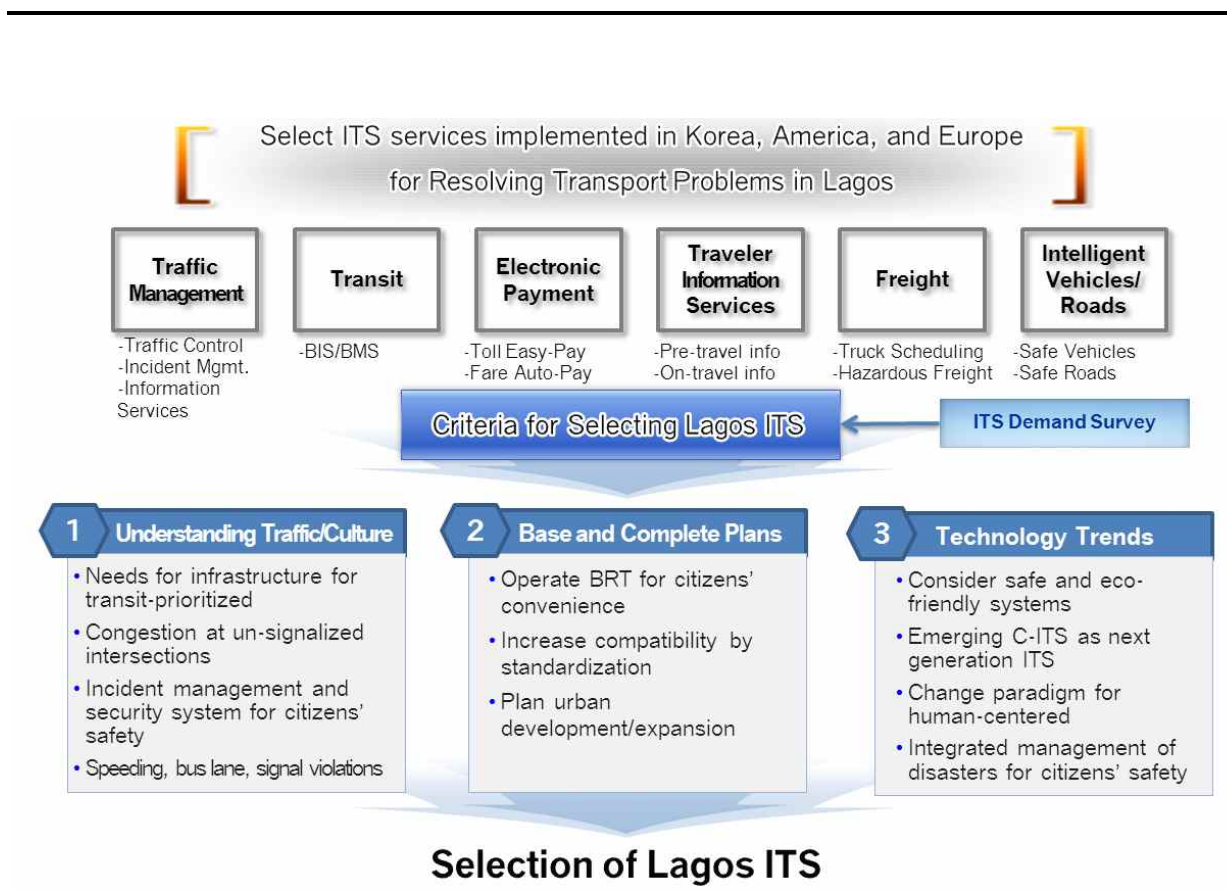 Select ITS services implemented in Korea, America, and Europe
for Resolving Transport Problems in Lagos
Traffic
Management
-Traffic Control
-Incident Mgmt.
-Information
Services
Transit
-BIS/BMS
Electronic
Payment
-Toll Easy-Pay
-Fare Auto-Pay
Traveler
Information
Services
-Pre-travel info
-On-travel info
Freight
-Truck Scheduling
-Hazardous Freight
Intelligent
Vehicles/
Roads
-Safe Vehicles
-Safe Roads
Criteria for Selecting Lagos ITS
ITS Demand Survey
1 Understanding Traffic/Culture
• Needs for infrastructure for
transit-prioritized
• Congestion at un-signalized
intersections
• Incident management and
security system for citizens'
safety
• Speeding, bus lane, signal violations
2 Base and Complete Plans
• Operate BRT for citizens'
convenience
• Increase compatibility by
standardization
• Plan urban
development/expansion
3 Technology Trends
• Consider safe and eco-
friendly systems
• Emerging C-ITS as next
generation ITS
• Change paradigm for
human-centered
• Integrated management of
disasters for citizens' safety
Selection of Lagos ITS